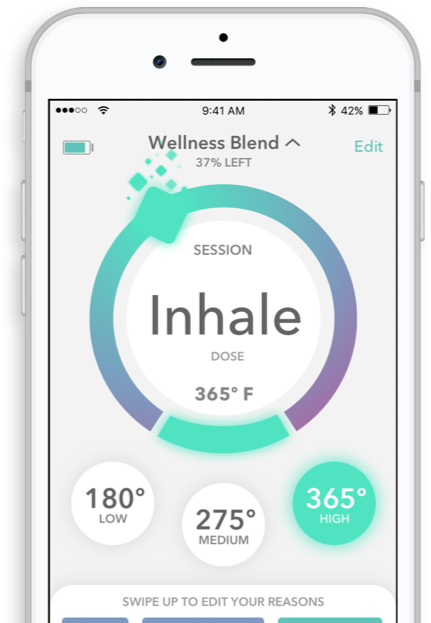 9:41 AM
42%
Wellness Blend
Edit
37% LEFT
SESSION
Inhale
DOSE
365° F
180°
LOW
275°
MEDIUM
365°
HIGH
SWIPE UP TO EDIT YOUR REASONS